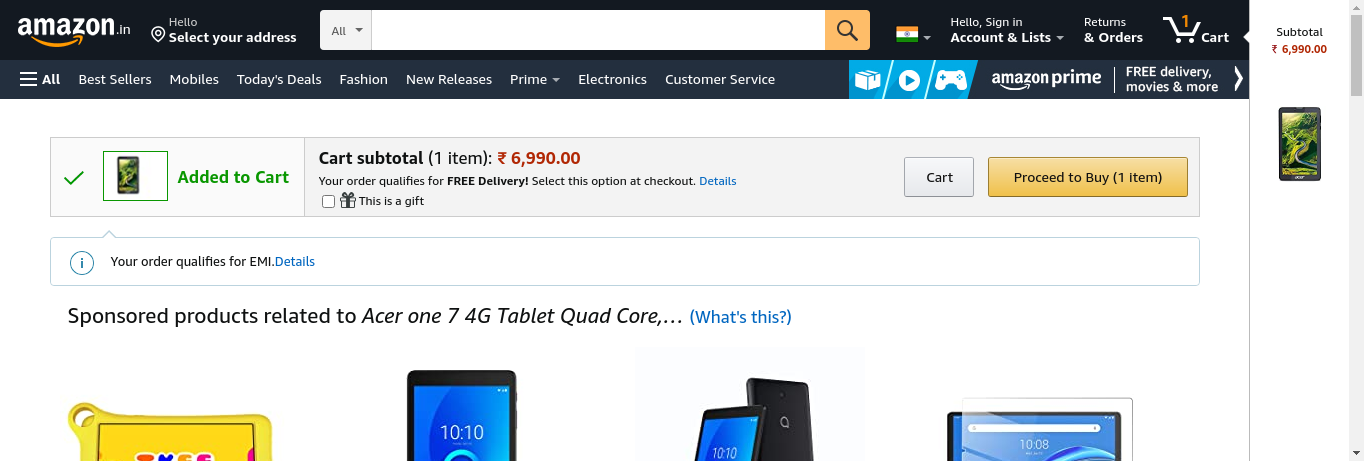 amazon.in
Hello
Select your address
All
Hello, Sign in
Account & Lists
Returns
& Orders
1
Cart
Subtotal
₹ 6,990.00
All
Best Sellers
Mobiles
Today's Deals
Fashion
New Releases
Prime
Electronics
Customer Service
amazon prime
FREE delivery,
movies & more
Added to Cart
Cart subtotal (1 item): ₹ 6,990.00
Your order qualifies for FREE Delivery! Select this option at checkout. Details
This is a gift
Cart
Proceed to Buy (1 item)
acer
i
Your order qualifies for EMI.Details
Sponsored products related to Acer one 7 4G Tablet Quad Core,... (What's this?)
10:10
10:10
10:08